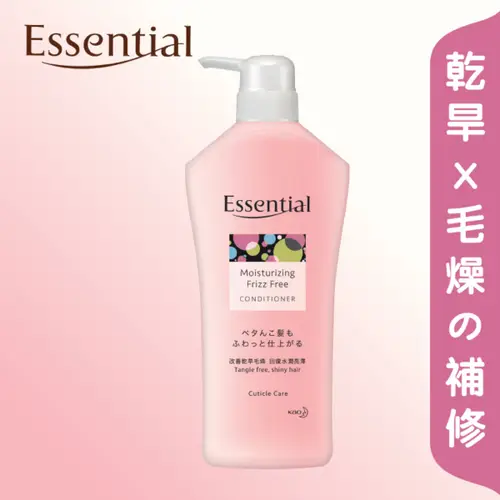 Essential
乾旱×毛燥の補修
Essential
Moisturizing
Frizz Free
CONDITIONER
ペタんこ髪も
ふわっと仕上がる
改善乾旱毛燥 回復水潤亮澤
Tangle free, shiny hair
Cuticle Care
KAO